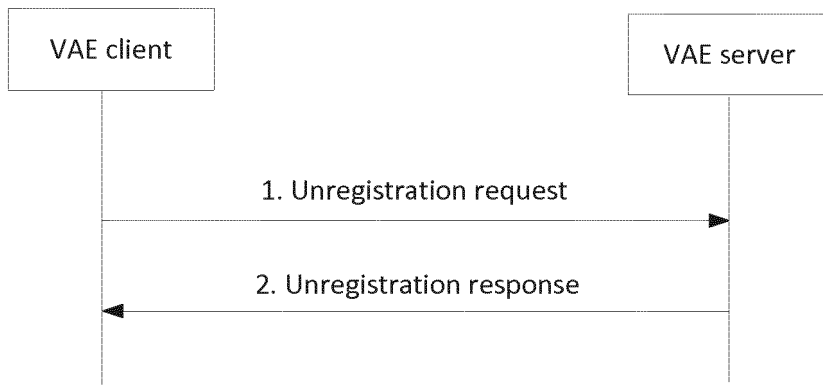 VAE client
VAE server
1. Unregistration request
2. Unregistration response